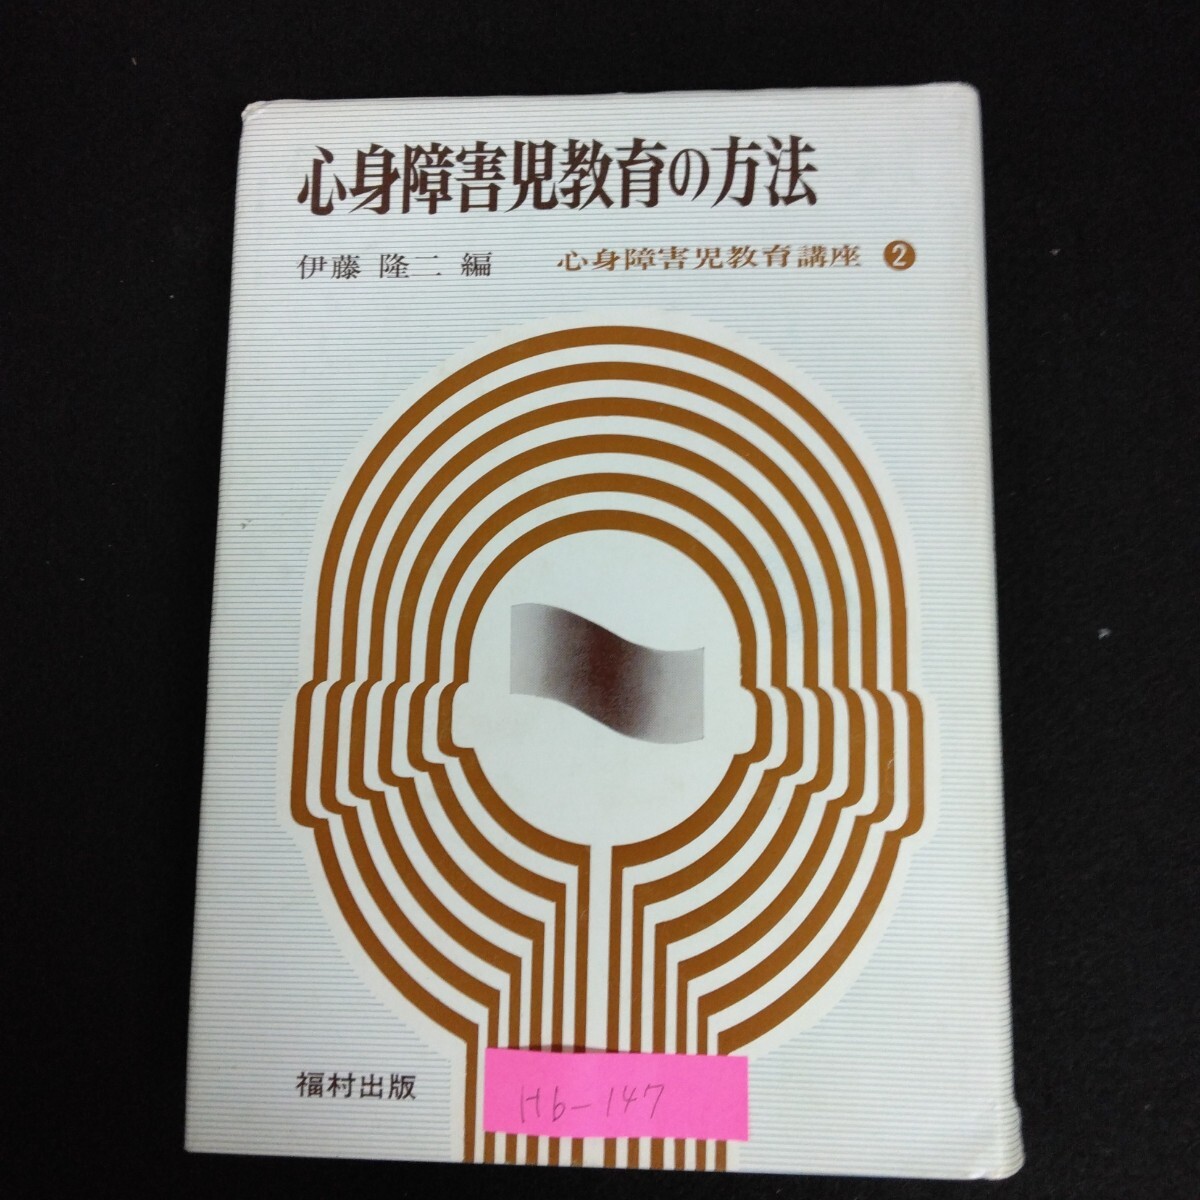 心身障害児教育の方法
伊藤 隆二 編 心身障害児教育講座 2
福村出版
Hb-147